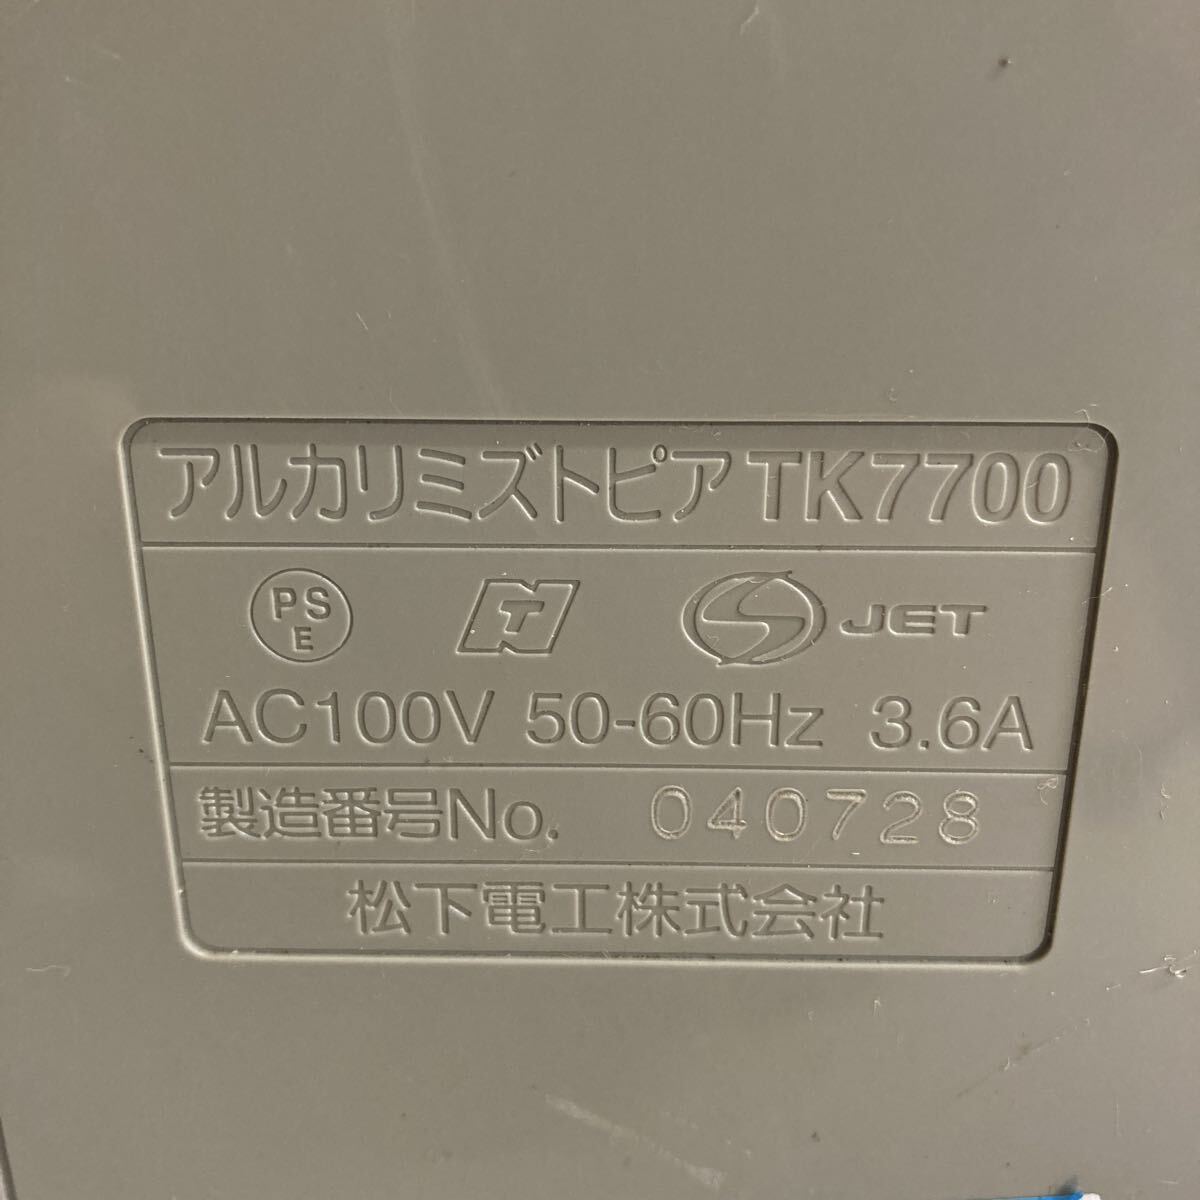 アルカリミズトピアTK7700
PS E NT S JET
AC100V 50-60Hz 3.6A
製造番号No. 040728
松下電工株式会社